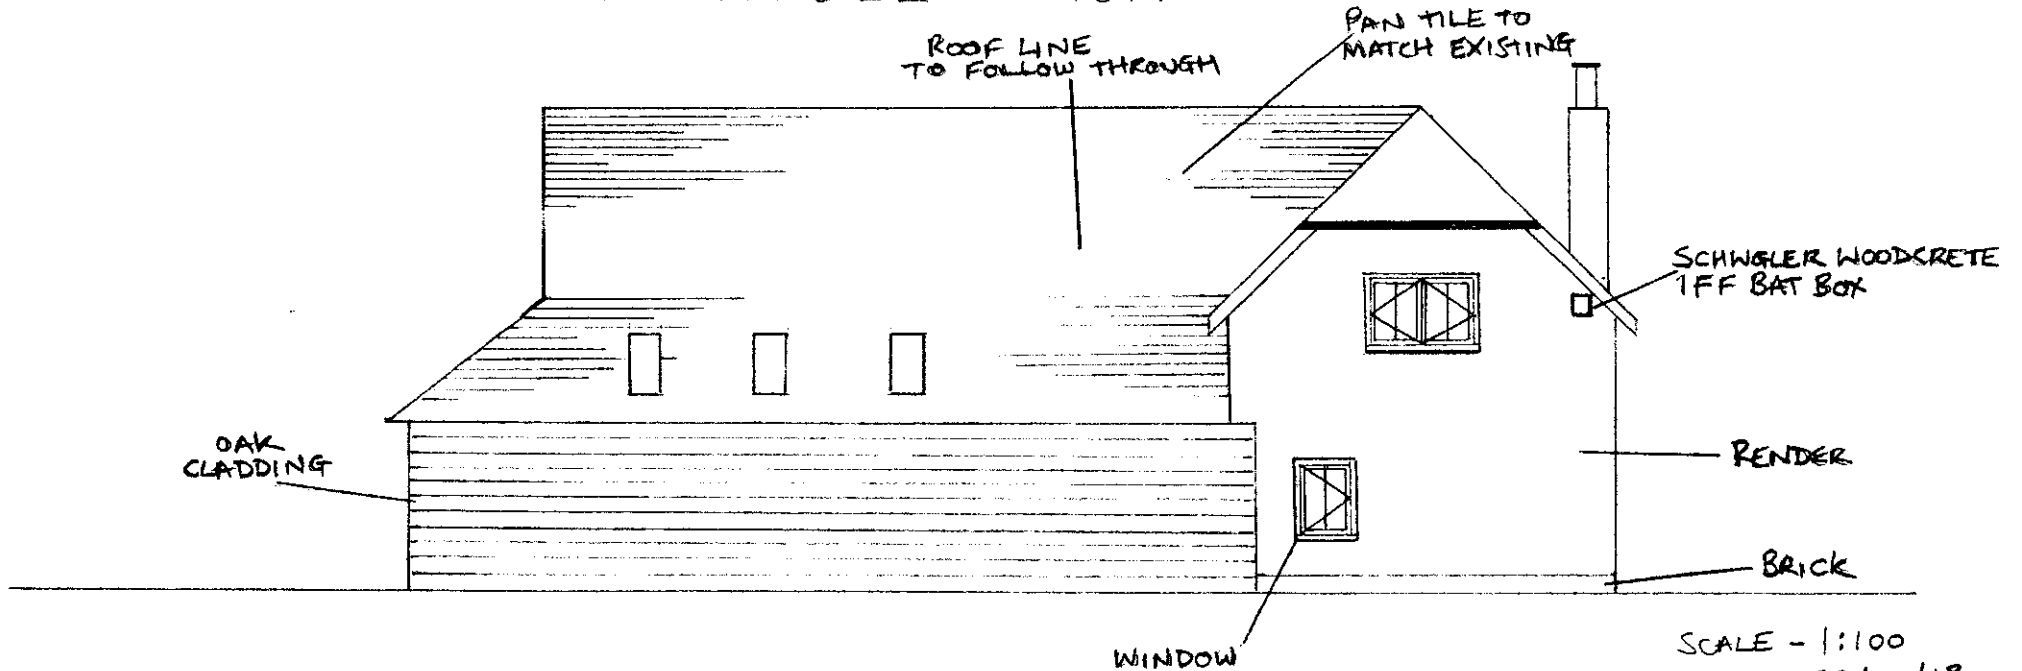 ROOF LINE
TO FOLLOW THROUGH
PAN TILE TO
MATCH EXISTING
SCHWGLER WOODCRETE
1FF BAT BOX
OAK
CLADDING
RENDER
BRICK
WINDOW
SCALE - 1:100